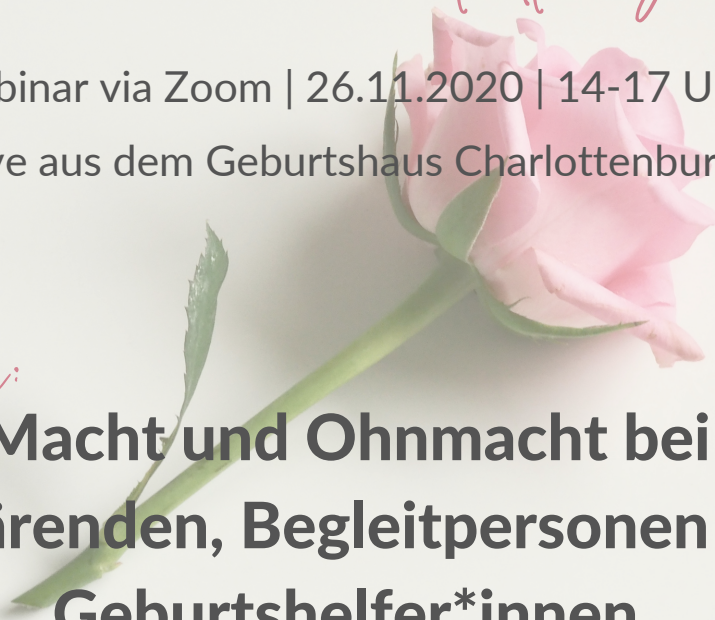 binar via Zoom | 26.11.2020 | 14-17 U
ve aus dem Geburtshaus Charlottenbur
Macht und Ohnmacht bei
ärenden, Begleitpersonen
Geburtshelfer*innen